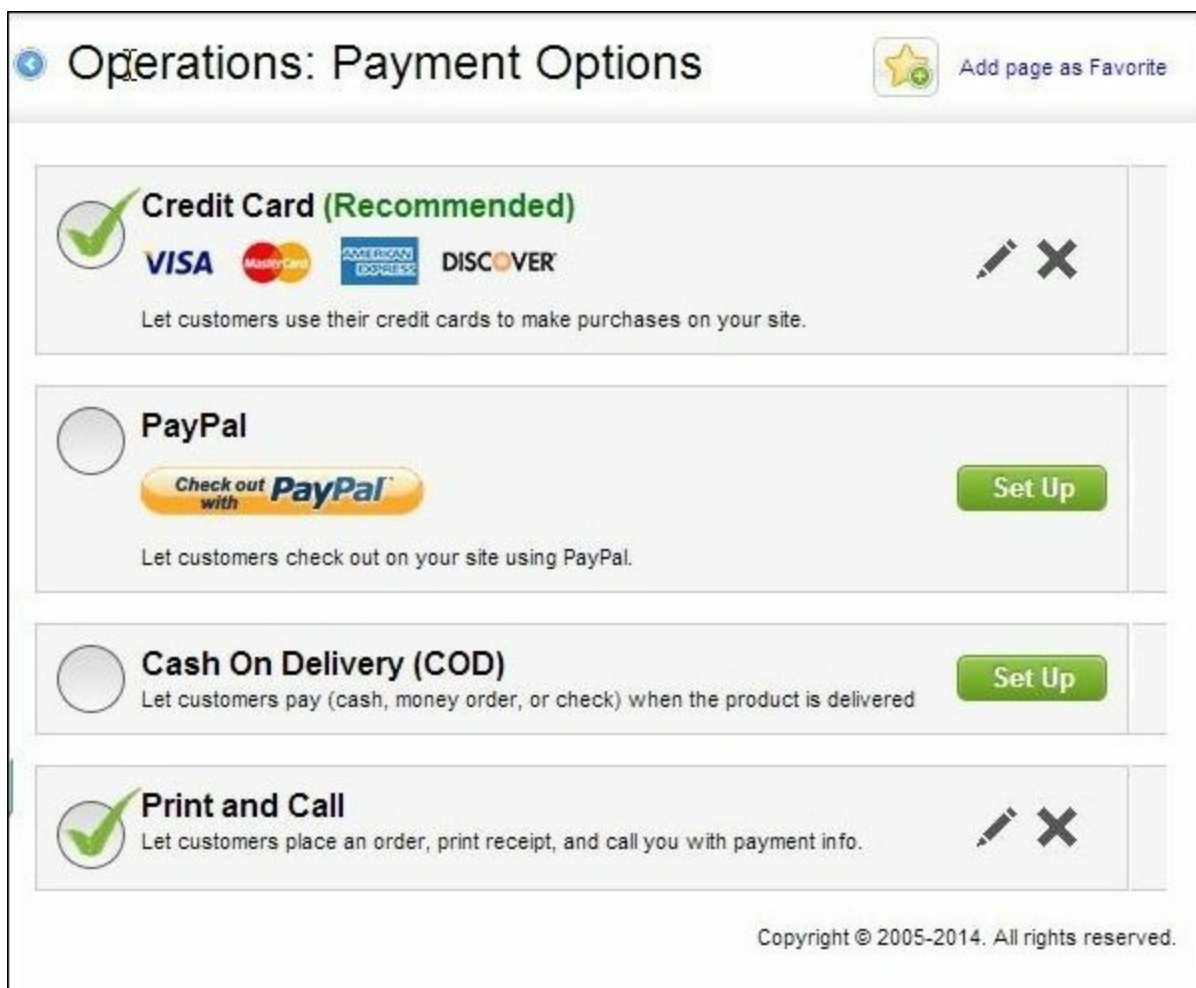 Operations: Payment Options
Add page as Favorite
Credit Card (Recommended)
VISA MasterCard AMERICAN EXPRESS DISCOVER
Let customers use their credit cards to make purchases on your site.
PayPal
Check out with PayPal
Set Up
Let customers check out on your site using PayPal.
Cash On Delivery (COD)
Let customers pay (cash, money order, or check) when the product is delivered
Set Up
Print and Call
Let customers place an order, print receipt, and call you with payment info.
Copyright © 2005-2014. All rights reserved.